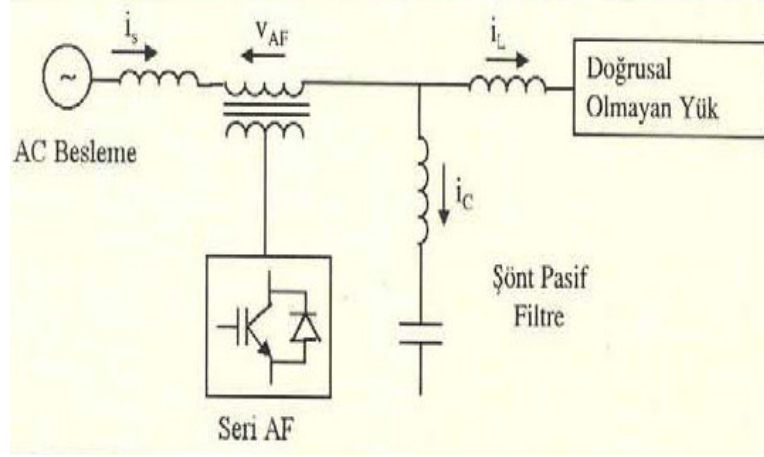 i_s
v_AF
i_L
Doğrusal
Olmayan Yük
~
AC Besleme
i_C
Şönt Pasif
Filtre
Seri AF